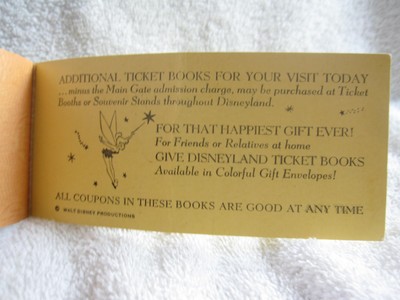 ADDITIONAL TICKET BOOKS FOR YOUR VISIT TODAY
...minus the Main Gate admission charge, may be purchased at Ticket
Booths or Souvenir Stands throughout Disneyland.
FOR THAT HAPPIEST GIFT EVER!
For Friends or Relatives at home
GIVE DISNEYLAND TICKET BOOKS
Available in Colorful Gift Envelopes!
ALL COUPONS IN THESE BOOKS ARE GOOD AT ANY TIME
© WALT DISNEY PRODUCTIONS